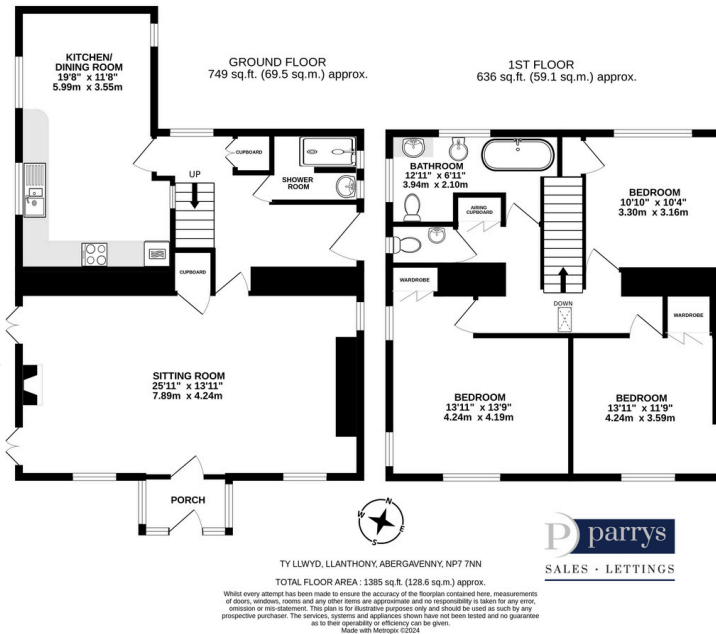 GROUND FLOOR
749 sq.ft. (69.5 sq.m.) approx.
KITCHEN/
DINING ROOM
19'8" x 11'8"
5.99m x 3.55m
CUPBOARD
SHOWER
ROOM
UP
CUPBOARD
SITTING ROOM
25'11" x 13'11"
7.89m x 4.24m
PORCH
1ST FLOOR
636 sq.ft. (59.1 sq.m.) approx.
BATHROOM
12'11" x 6'11"
3.94m x 2.10m
AIRING
CUPBOARD
BEDROOM
10'10" x 10'4"
3.30m x 3.16m
WARDROBE
DOWN
WARDROBE
BEDROOM
13'11" x 13'9"
4.24m x 4.19m
BEDROOM
13'11" x 11'9"
4.24m x 3.59m
N
W
E
S
P parrys
SALES · LETTINGS
TY LLWYD, LLANTHONY, ABERGAVENNY, NP7 7NN
TOTAL FLOOR AREA : 1385 sq.ft. (128.6 sq.m.) approx.
Whilst every attempt has been made to ensure the accuracy of the floorplan contained here, measurements
of doors, windows, rooms and any other items are approximate and no responsibility is taken for any error,
omission or mis-statement. This plan is for illustrative purposes only and should be used as such by any
prospective purchaser. The services, systems and appliances shown have not been tested and no guarantee
as to their operability or efficiency can be given.
Made with Metropix ©2024